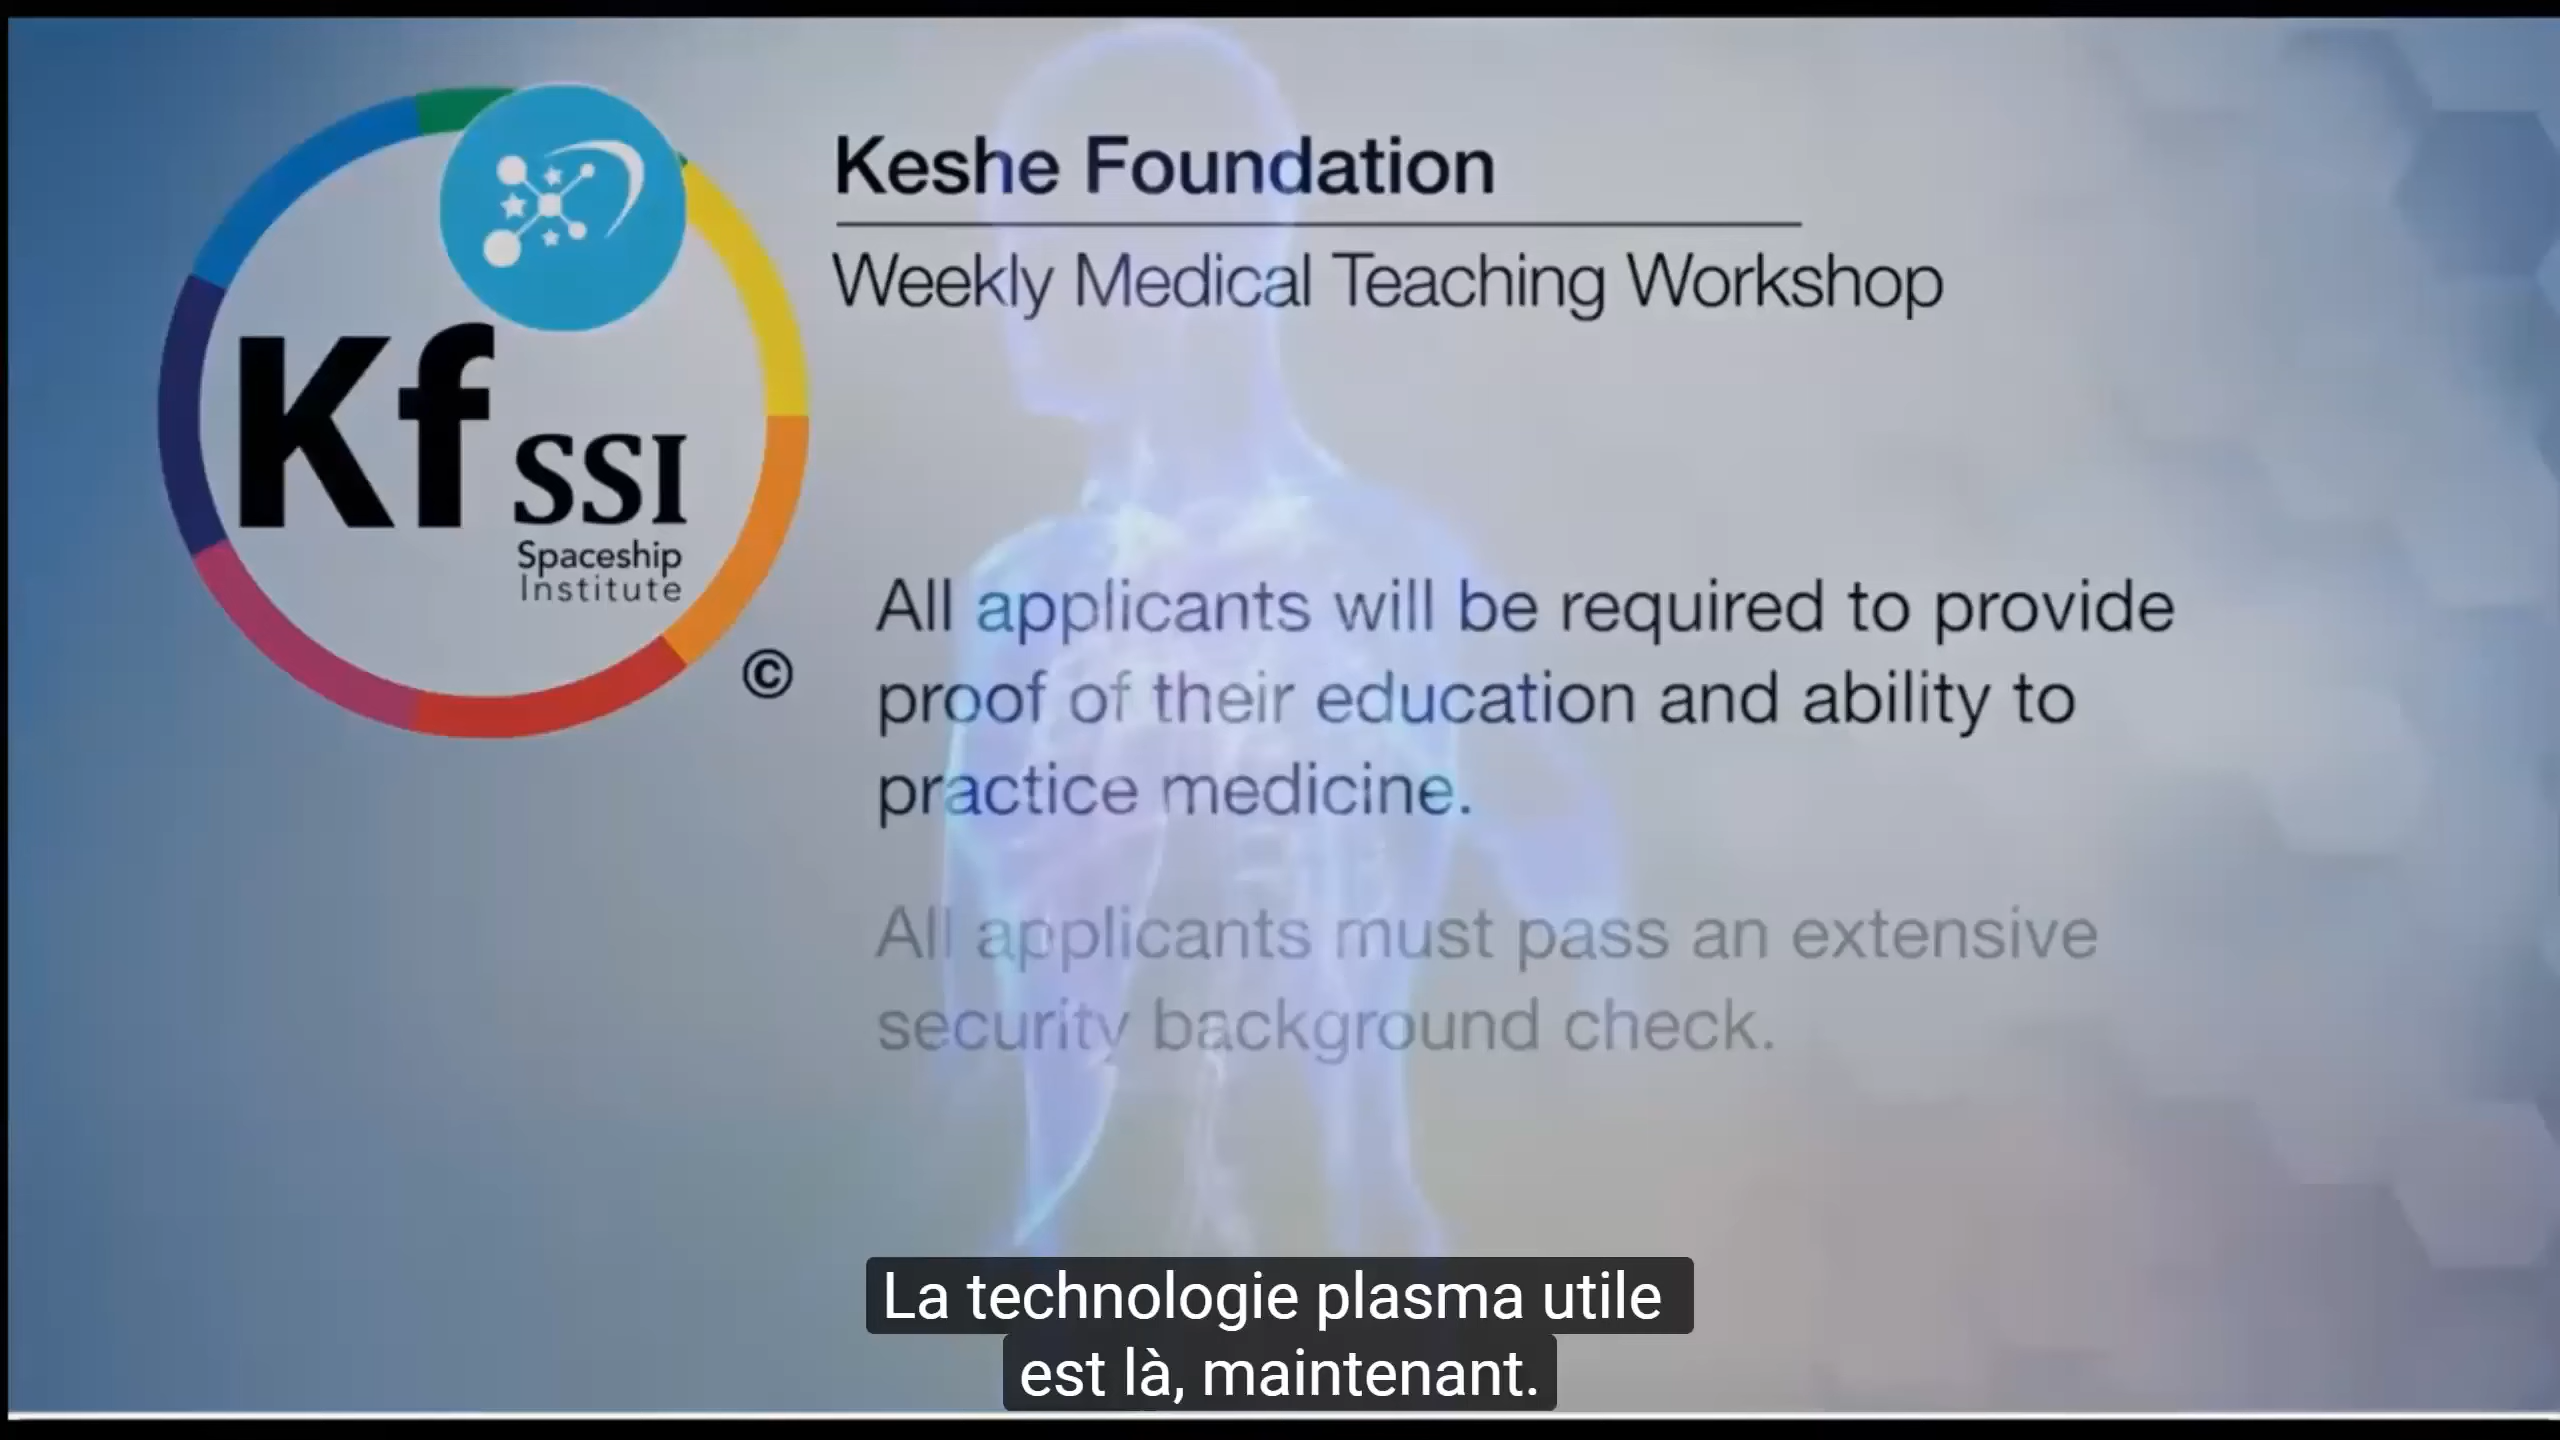 Keshe Foundation
Weekly Medical Teaching Workshop
Kf SSI
Spaceship
Institute
©
All applicants will be required to provide
proof of their education and ability to
practice medicine.
All applicants must pass an extensive
security background check.
La technologie plasma utile
est là, maintenant.